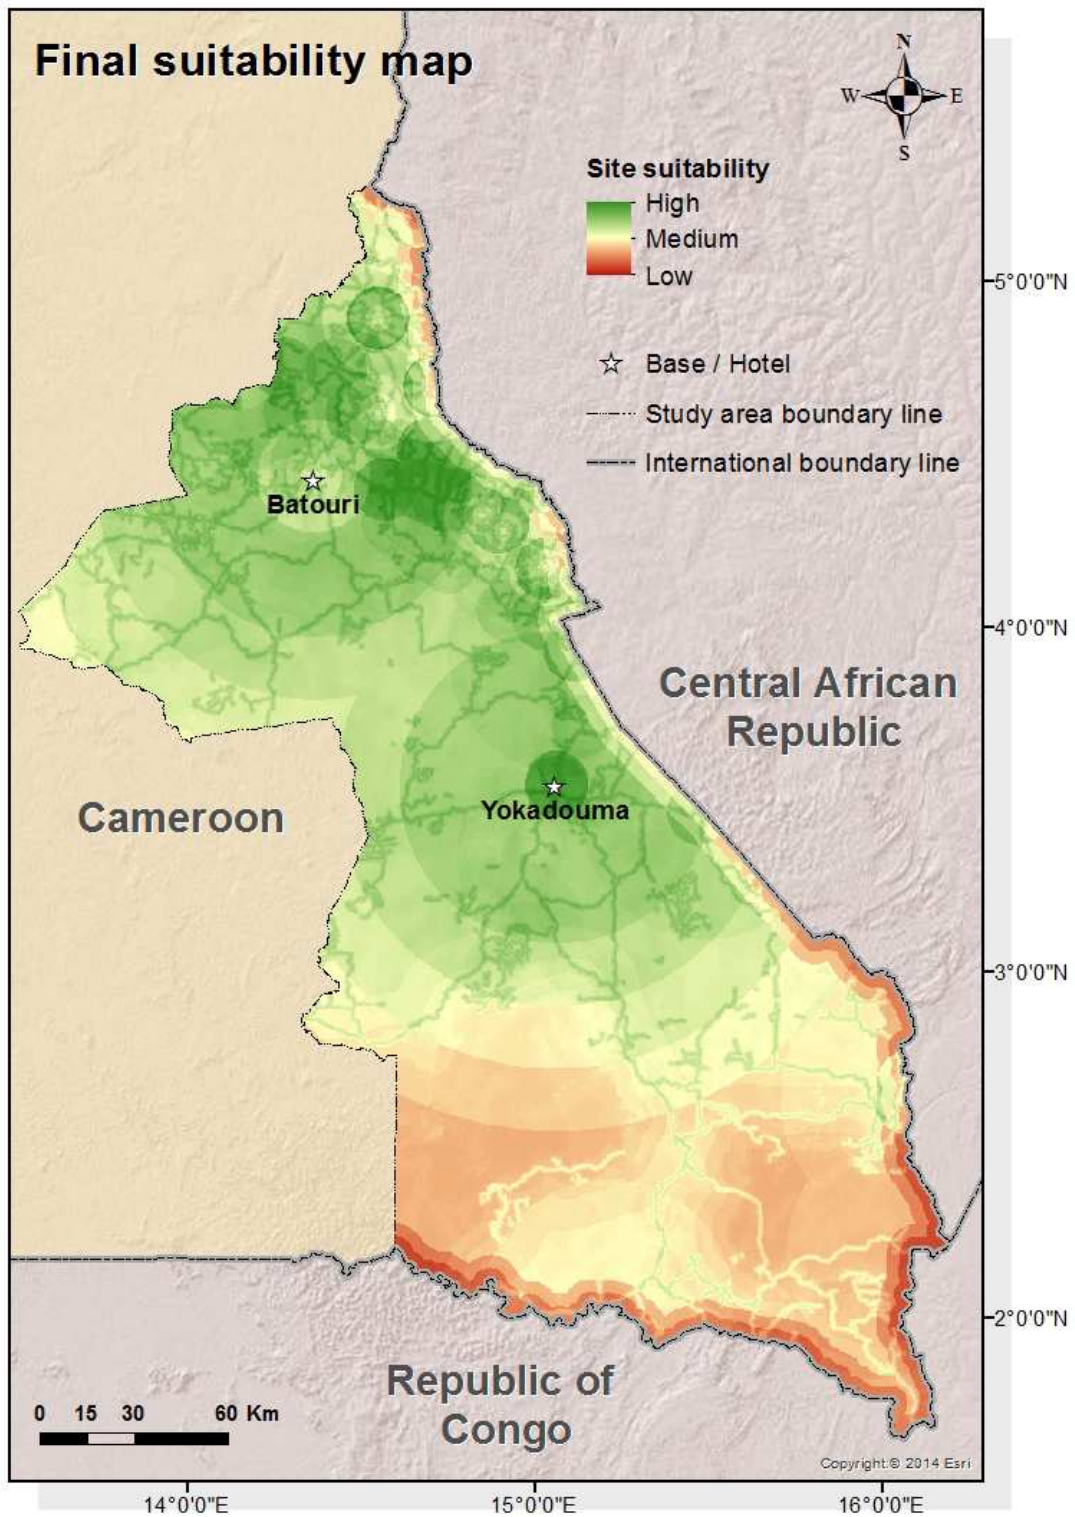 Final suitability map
N
W
E
S
Site suitability
High
Medium
Low
Base / Hotel
Study area boundary line
International boundary line
5°0'0"N
4°0'0"N
3°0'0"N
2°0'0"N
Batouri
Central African
Republic
Yokadouma
Cameroon
Republic of
Congo
0 15 30 60 Km
Copyright:© 2014 Esri
14°0'0"E
15°0'0"E
16°0'0"E